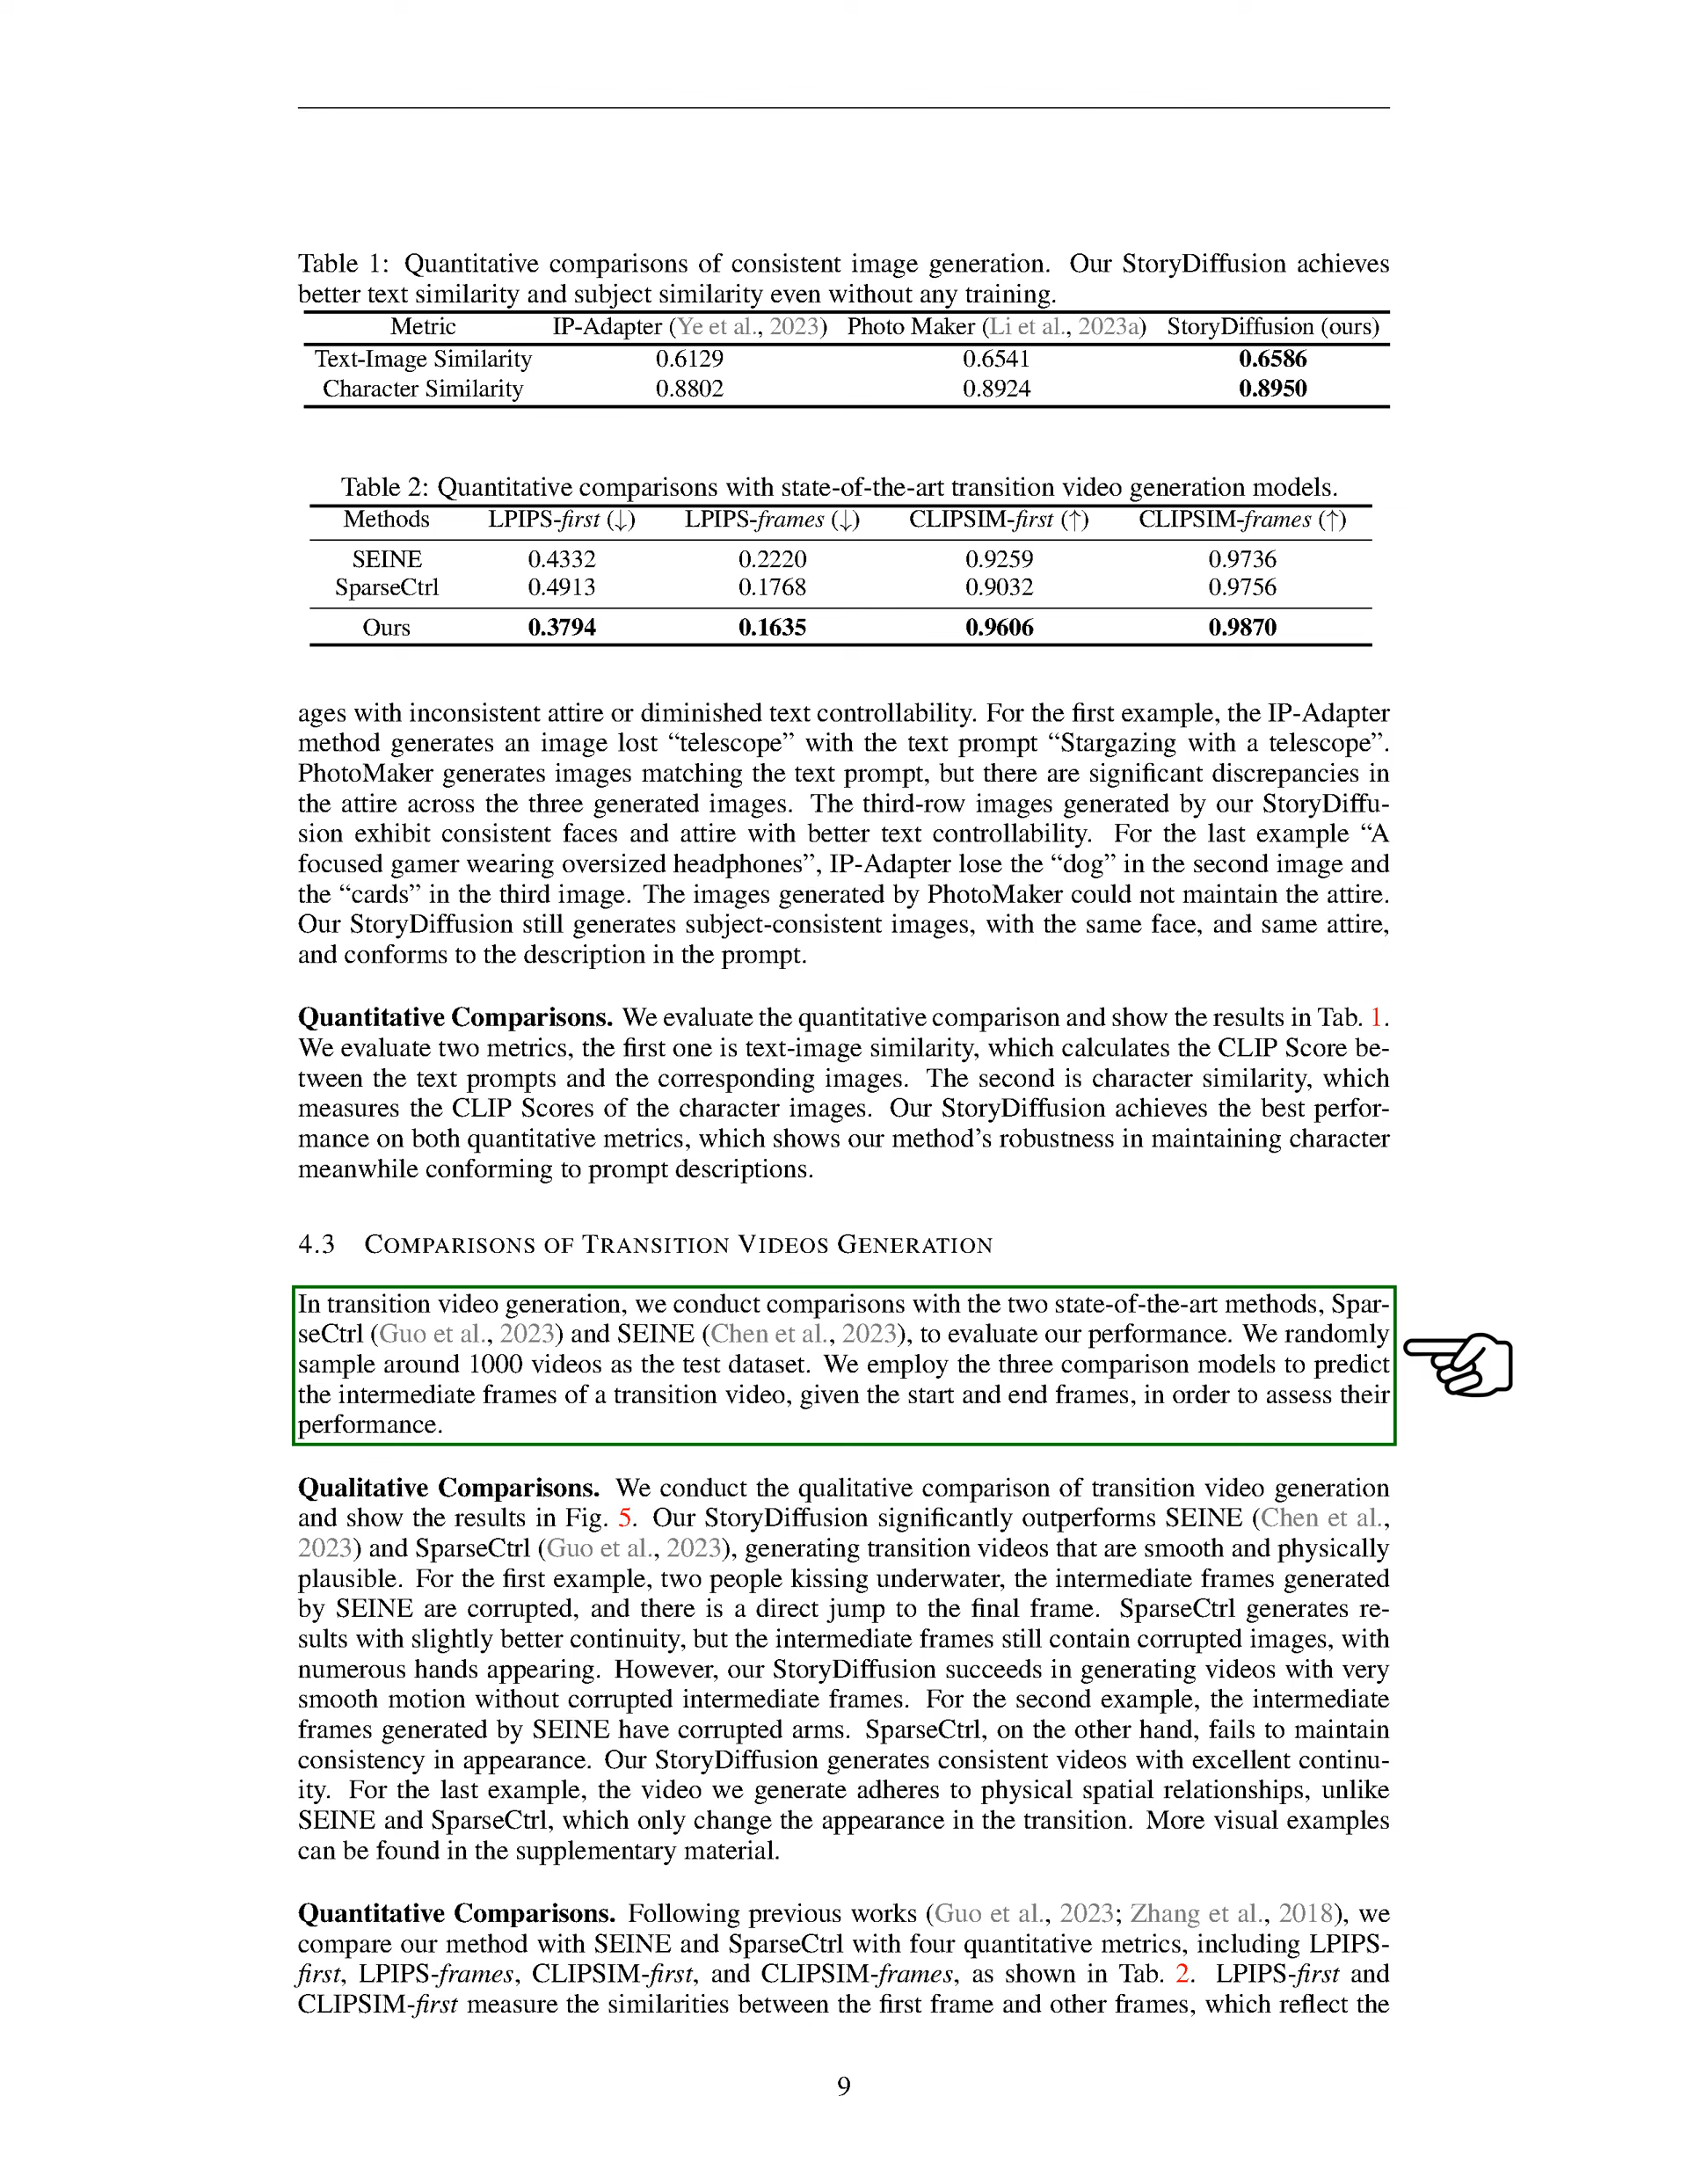 Table 1: Quantitative comparisons of consistent image generation. Our StoryDiffusion achieves
better text similarity and subject similarity even without any training.
Metric IP-Adapter (Ye et al., 2023) Photo Maker (Li et al., 2023a) StoryDiffusion (ours)
Text-Image Similarity 0.6129 0.6541 0.6586
Character Similarity 0.8802 0.8924 0.8950
Table 2: Quantitative comparisons with state-of-the-art transition video generation models.
Methods LPIPS-first (↓) LPIPS-frames (↓) CLIPSIM-first (↑) CLIPSIM-frames (↑)
SEINE 0.4332 0.2220 0.9259 0.9736
SparseCtrl 0.4913 0.1768 0.9032 0.9756
Ours 0.3794 0.1635 0.9606 0.9870
ages with inconsistent attire or diminished text controllability. For the first example, the IP-Adapter
method generates an image lost “telescope” with the text prompt “Stargazing with a telescope”.
PhotoMaker generates images matching the text prompt, but there are significant discrepancies in
the attire across the three generated images. The third-row images generated by our StoryDiffu-
sion exhibit consistent faces and attire with better text controllability. For the last example “A
focused gamer wearing oversized headphones”, IP-Adapter lose the “dog” in the second image and
the “cards” in the third image. The images generated by PhotoMaker could not maintain the attire.
Our StoryDiffusion still generates subject-consistent images, with the same face, and same attire,
and conforms to the description in the prompt.
Quantitative Comparisons. We evaluate the quantitative comparison and show the results in Tab. 1.
We evaluate two metrics, the first one is text-image similarity, which calculates the CLIP Score be-
tween the text prompts and the corresponding images. The second is character similarity, which
measures the CLIP Scores of the character images. Our StoryDiffusion achieves the best perfor-
mance on both quantitative metrics, which shows our method’s robustness in maintaining character
meanwhile conforming to prompt descriptions.
4.3 COMPARISONS OF TRANSITION VIDEOS GENERATION
In transition video generation, we conduct comparisons with the two state-of-the-art methods, Spar-
seCtrl (Guo et al., 2023) and SEINE (Chen et al., 2023), to evaluate our performance. We randomly
sample around 1000 videos as the test dataset. We employ the three comparison models to predict
the intermediate frames of a transition video, given the start and end frames, in order to assess their
performance.
Qualitative Comparisons. We conduct the qualitative comparison of transition video generation
and show the results in Fig. 5. Our StoryDiffusion significantly outperforms SEINE (Chen et al.,
2023) and SparseCtrl (Guo et al., 2023), generating transition videos that are smooth and physically
plausible. For the first example, two people kissing underwater, the intermediate frames generated
by SEINE are corrupted, and there is a direct jump to the final frame. SparseCtrl generates re-
sults with slightly better continuity, but the intermediate frames still contain corrupted images, with
numerous hands appearing. However, our StoryDiffusion succeeds in generating videos with very
smooth motion without corrupted intermediate frames. For the second example, the intermediate
frames generated by SEINE have corrupted arms. SparseCtrl, on the other hand, fails to maintain
consistency in appearance. Our StoryDiffusion generates consistent videos with excellent continu-
ity. For the last example, the video we generate adheres to physical spatial relationships, unlike
SEINE and SparseCtrl, which only change the appearance in the transition. More visual examples
can be found in the supplementary material.
Quantitative Comparisons. Following previous works (Guo et al., 2023; Zhang et al., 2018), we
compare our method with SEINE and SparseCtrl with four quantitative metrics, including LPIPS-
first, LPIPS-frames, CLIPSIM-first, and CLIPSIM-frames, as shown in Tab. 2. LPIPS-first and
CLIPSIM-first measure the similarities between the first frame and other frames, which reflect the
9